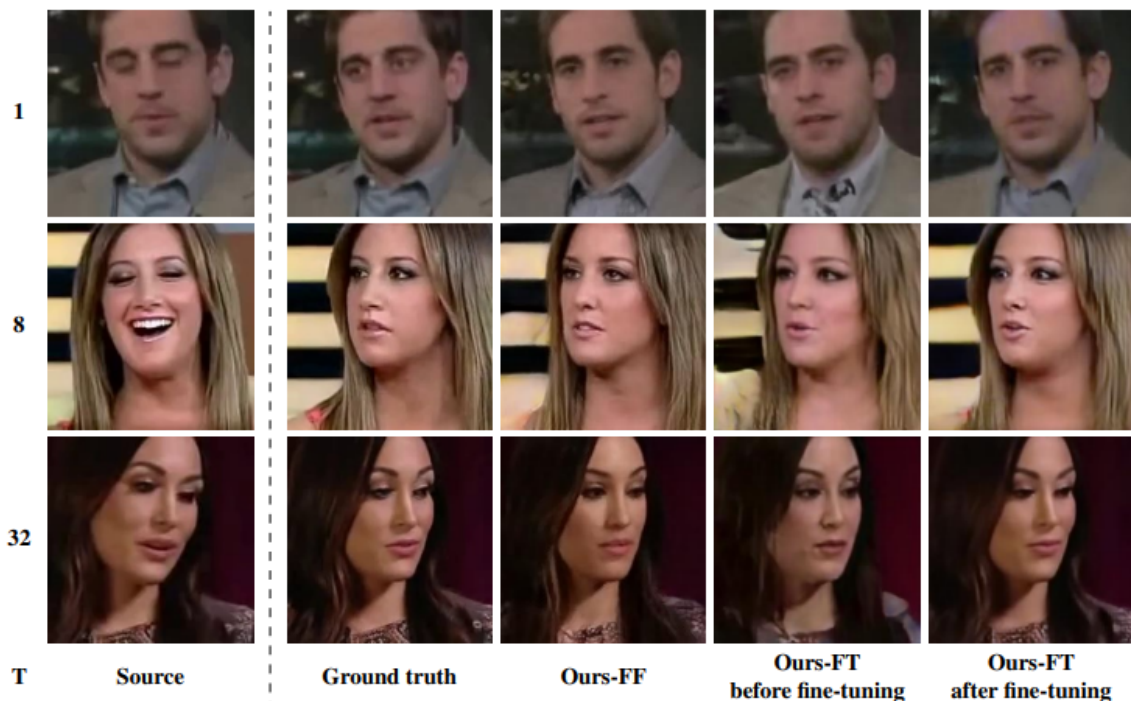 1
8
32
T
Source
Ground truth
Ours-FF
Ours-FT
before fine-tuning
Ours-FT
after fine-tuning